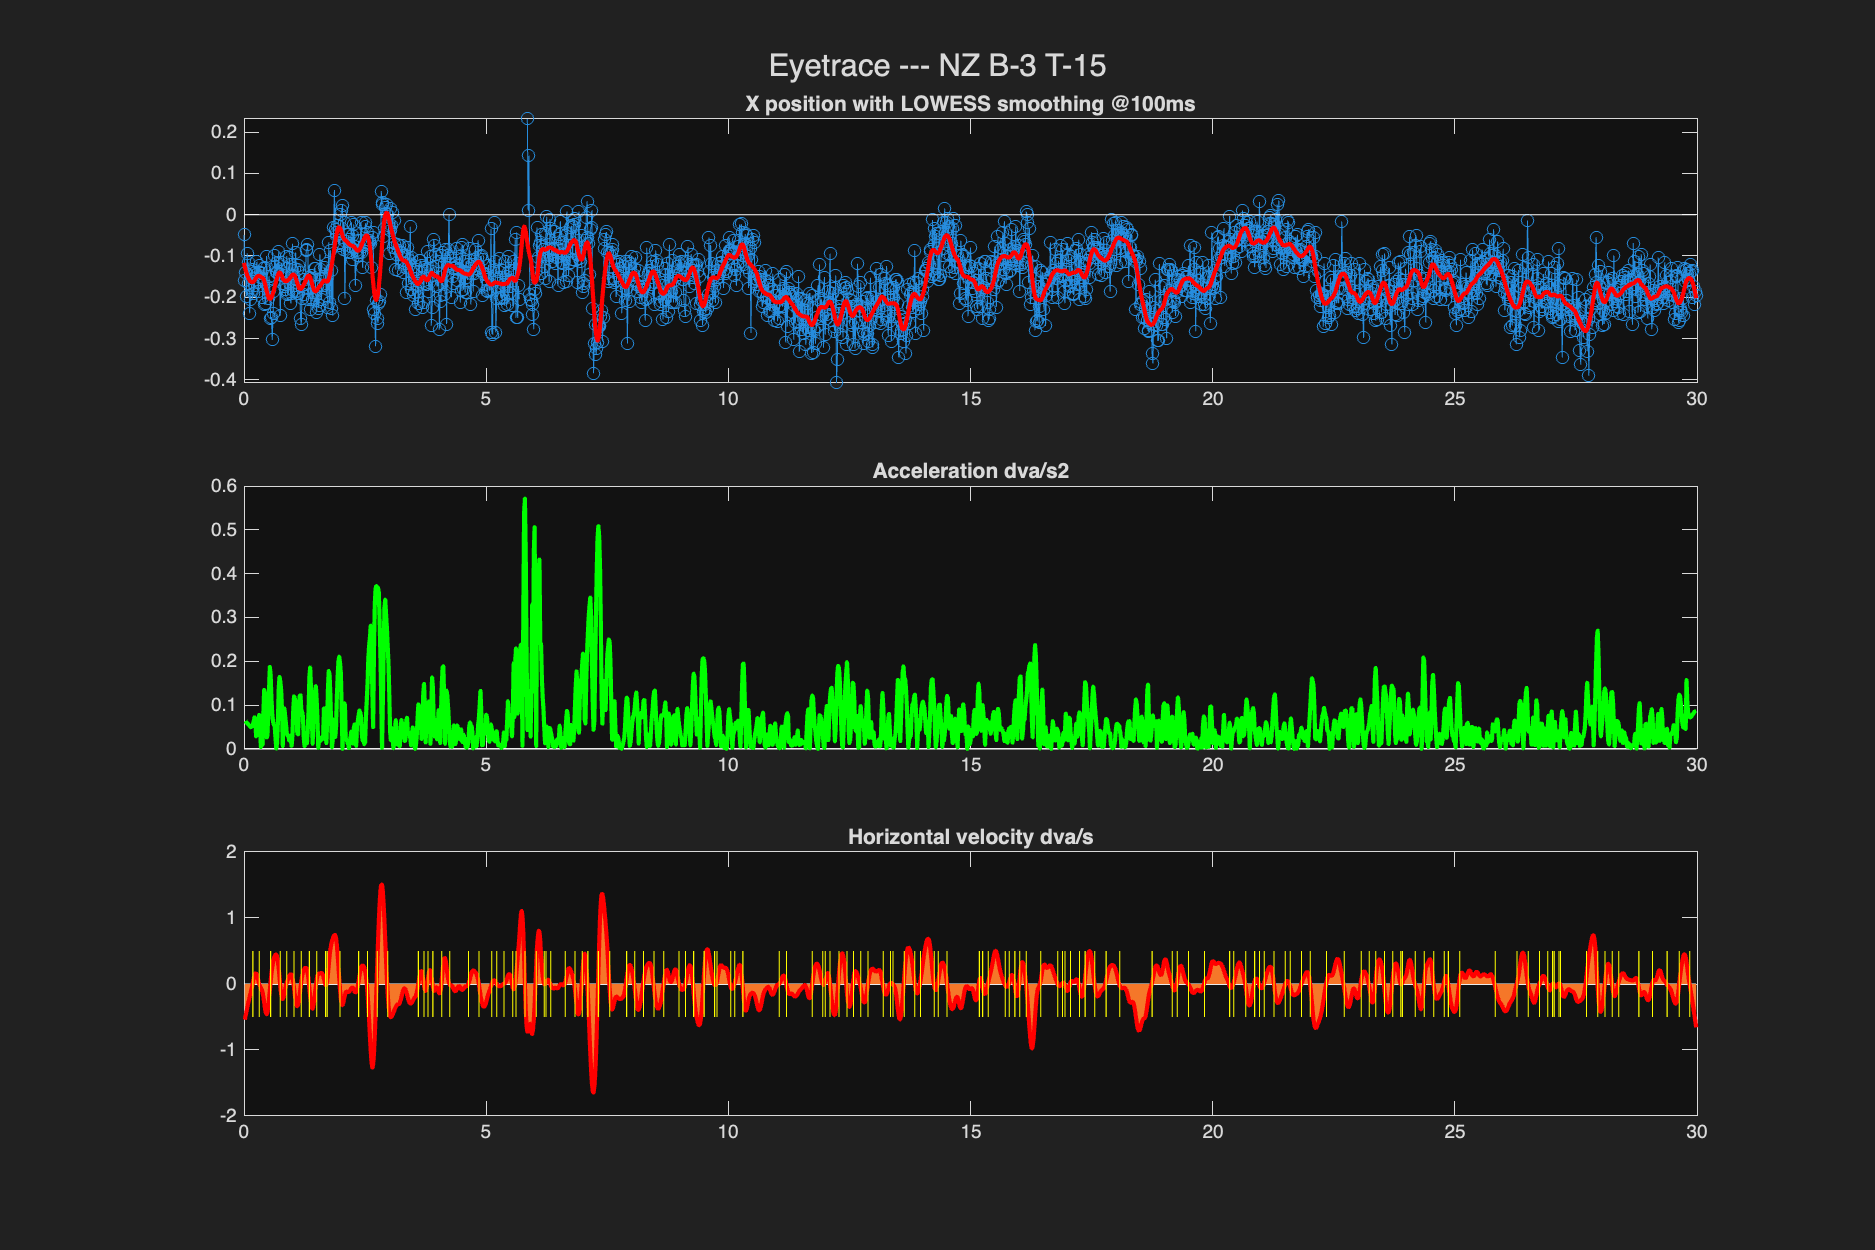 Eyetrace --- NZ B-3 T-15
X position with LOWESS smoothing @100ms
0.2
0.1
0
-0.1
-0.2
-0.3
-0.4
0 5 10 15 20 25 30
Acceleration dva/s2
0.6
0.5
0.4
0.3
0.2
0.1
0
0 5 10 15 20 25 30
Horizontal velocity dva/s
2
1
0
-1
-2
0 5 10 15 20 25 30